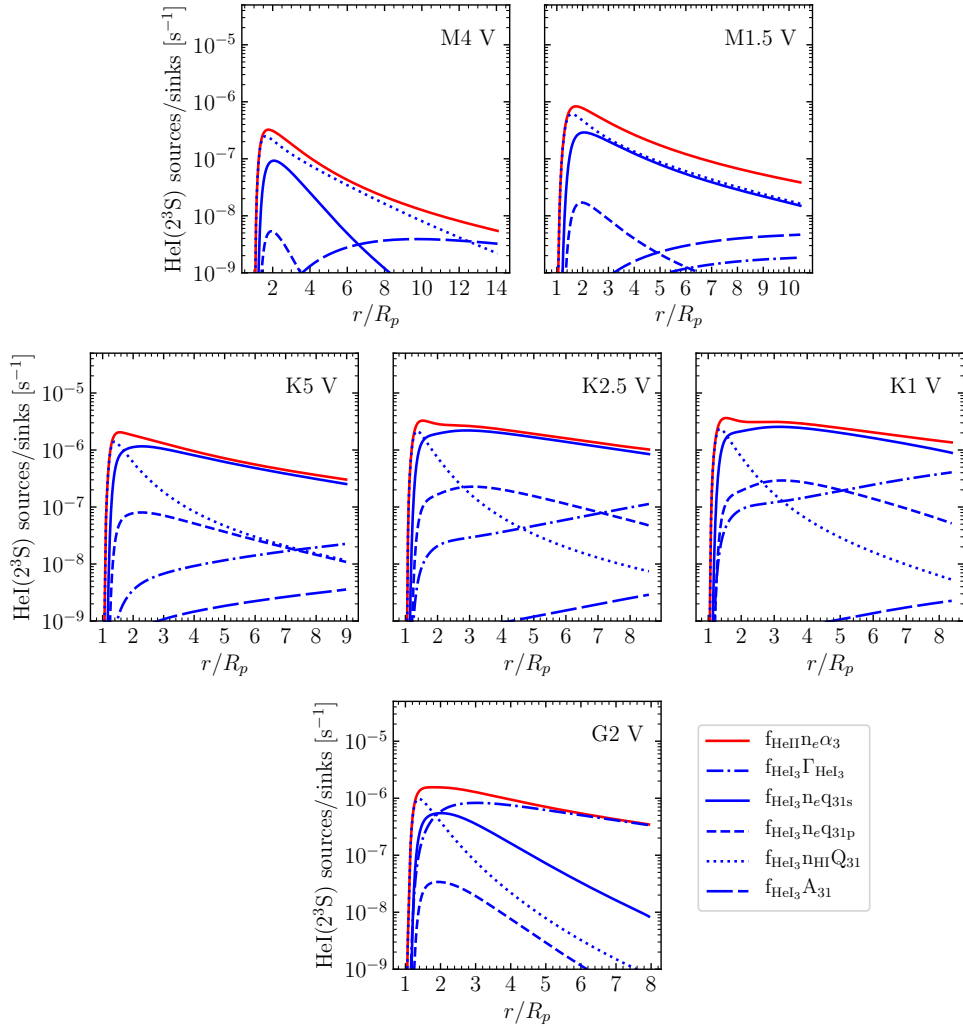 M4 V
HeI(2³S) sources/sinks [s⁻¹]
10⁻⁵
10⁻⁶
10⁻⁷
10⁻⁸
10⁻⁹
2 4 6 8 10 12 14
r/Rₚ
M1.5 V
1 2 3 4 5 6 7 8 9 10
r/Rₚ
K5 V
HeI(2³S) sources/sinks [s⁻¹]
10⁻⁵
10⁻⁶
10⁻⁷
10⁻⁸
10⁻⁹
1 2 3 4 5 6 7 8 9
r/Rₚ
K2.5 V
1 2 3 4 5 6 7 8
r/Rₚ
K1 V
1 2 3 4 5 6 7 8
r/Rₚ
G2 V
HeI(2³S) sources/sinks [s⁻¹]
10⁻⁵
10⁻⁶
10⁻⁷
10⁻⁸
10⁻⁹
1 2 3 4 5 6 7 8
r/Rₚ
f_HeII n_e α₃
f_HeI₃ Γ_HeI₃
f_HeI₃ n_e q_31s
f_HeI₃ n_e q_31p
f_HeI₃ n_HI Q₃₁
f_HeI₃ A₃₁